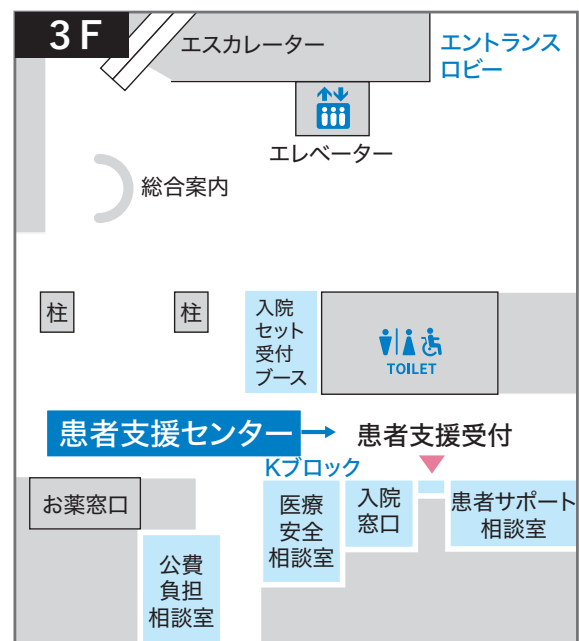 3F
エスカレーター
エントランス
ロビー
エレベーター
総合案内
柱
柱
入院
セット
受付
ブース
TOILET
患者支援センター→
患者支援受付
Kブロック
お薬窓口
医療
安全
相談室
入院
窓口
患者サポート
相談室
公費
負担
相談室